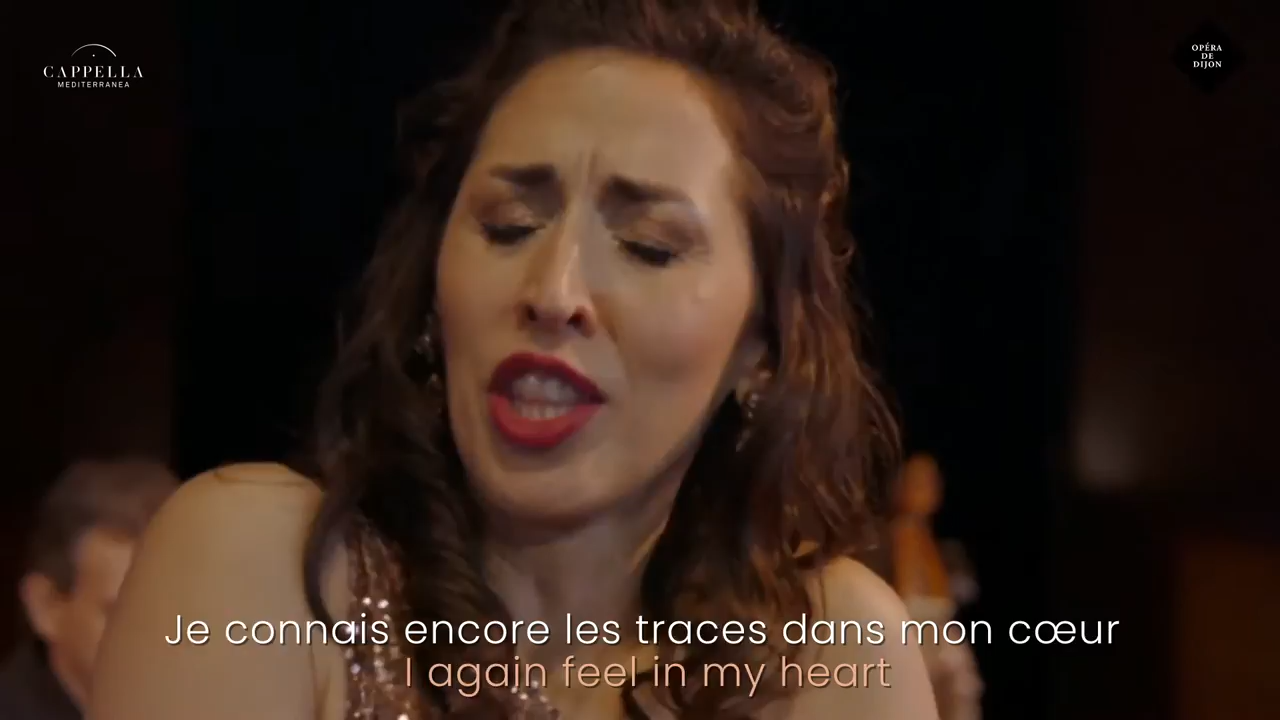 CAPPELLA
MEDITERRANEA
OPÉRA
DE
DIJON
Je connais encore les traces dans mon cœur
I again feel in my heart